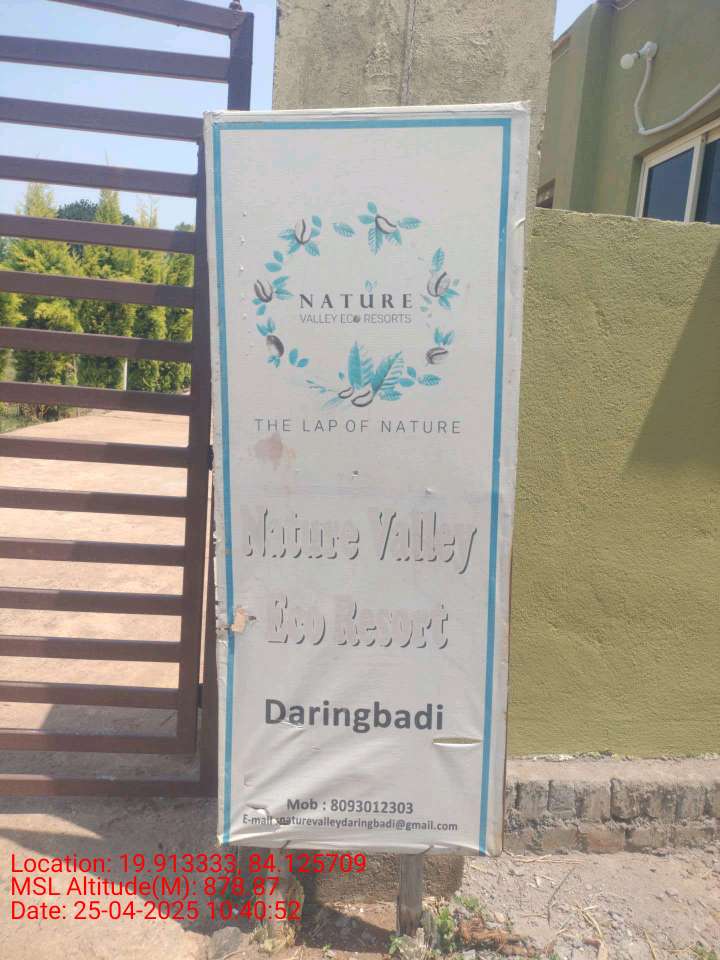 NATURE
VALLEY ECO RESORTS
THE LAP OF NATURE
Nature Valley
Eco Resort
Daringbadi
Mob : 8093012303
E-mail :naturevalleydaringbadi@gmail.com
Location: 19.913333, 84.125709
MSL Altitude(M): 878.87
Date: 25-04-2025 10:40:52